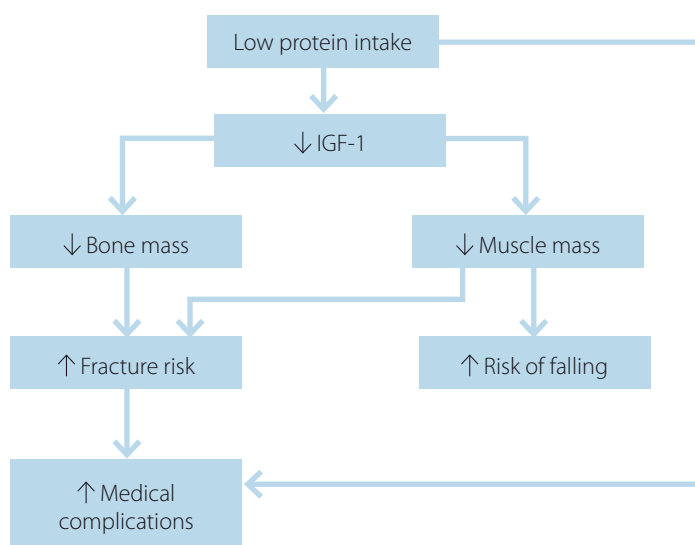 Low protein intake
↓ IGF-1
↓ Bone mass
↓ Muscle mass
↑ Fracture risk
↑ Risk of falling
↑ Medical
complications